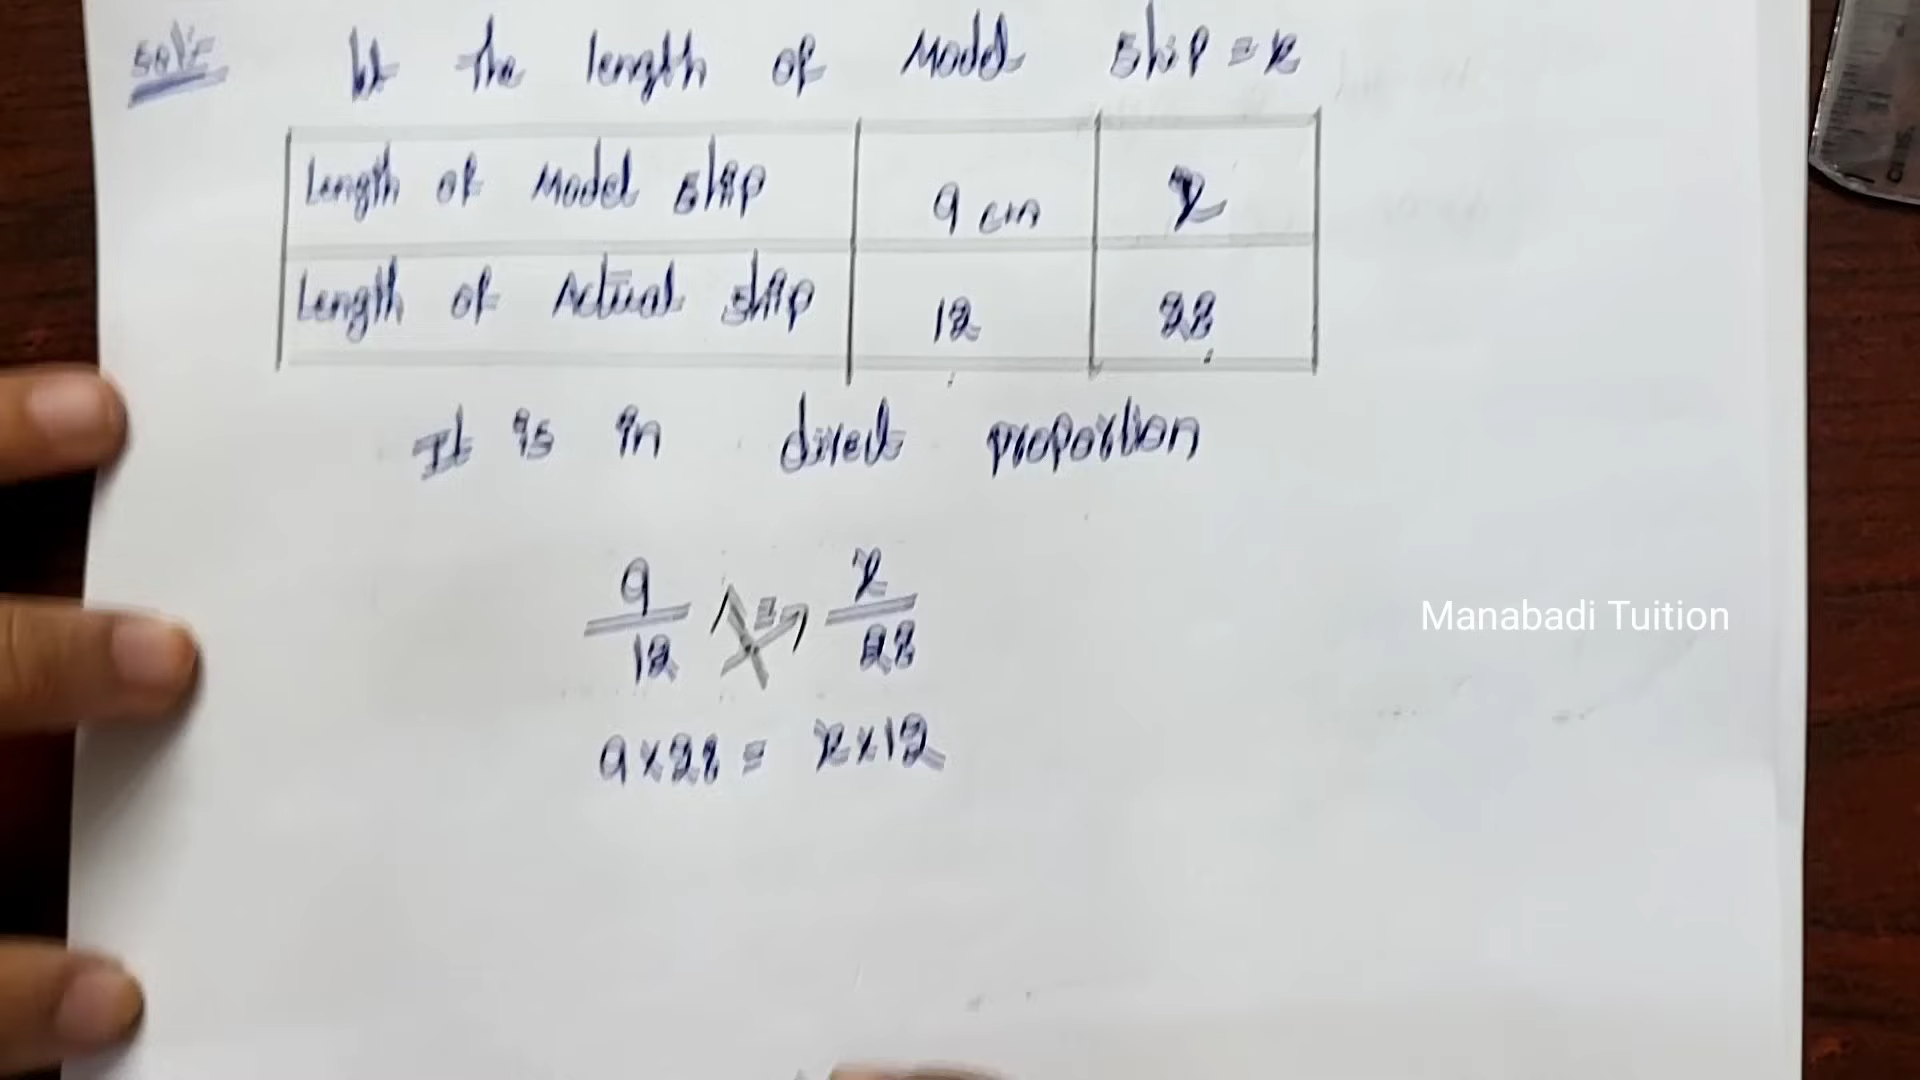 let the length of Model ship = x
Length of Model ship 9 cm x
Length of Actual ship 12 28
It is in direct proportion
9/12 = x/28
9 x 28 = x x 12
Manabadi Tuition